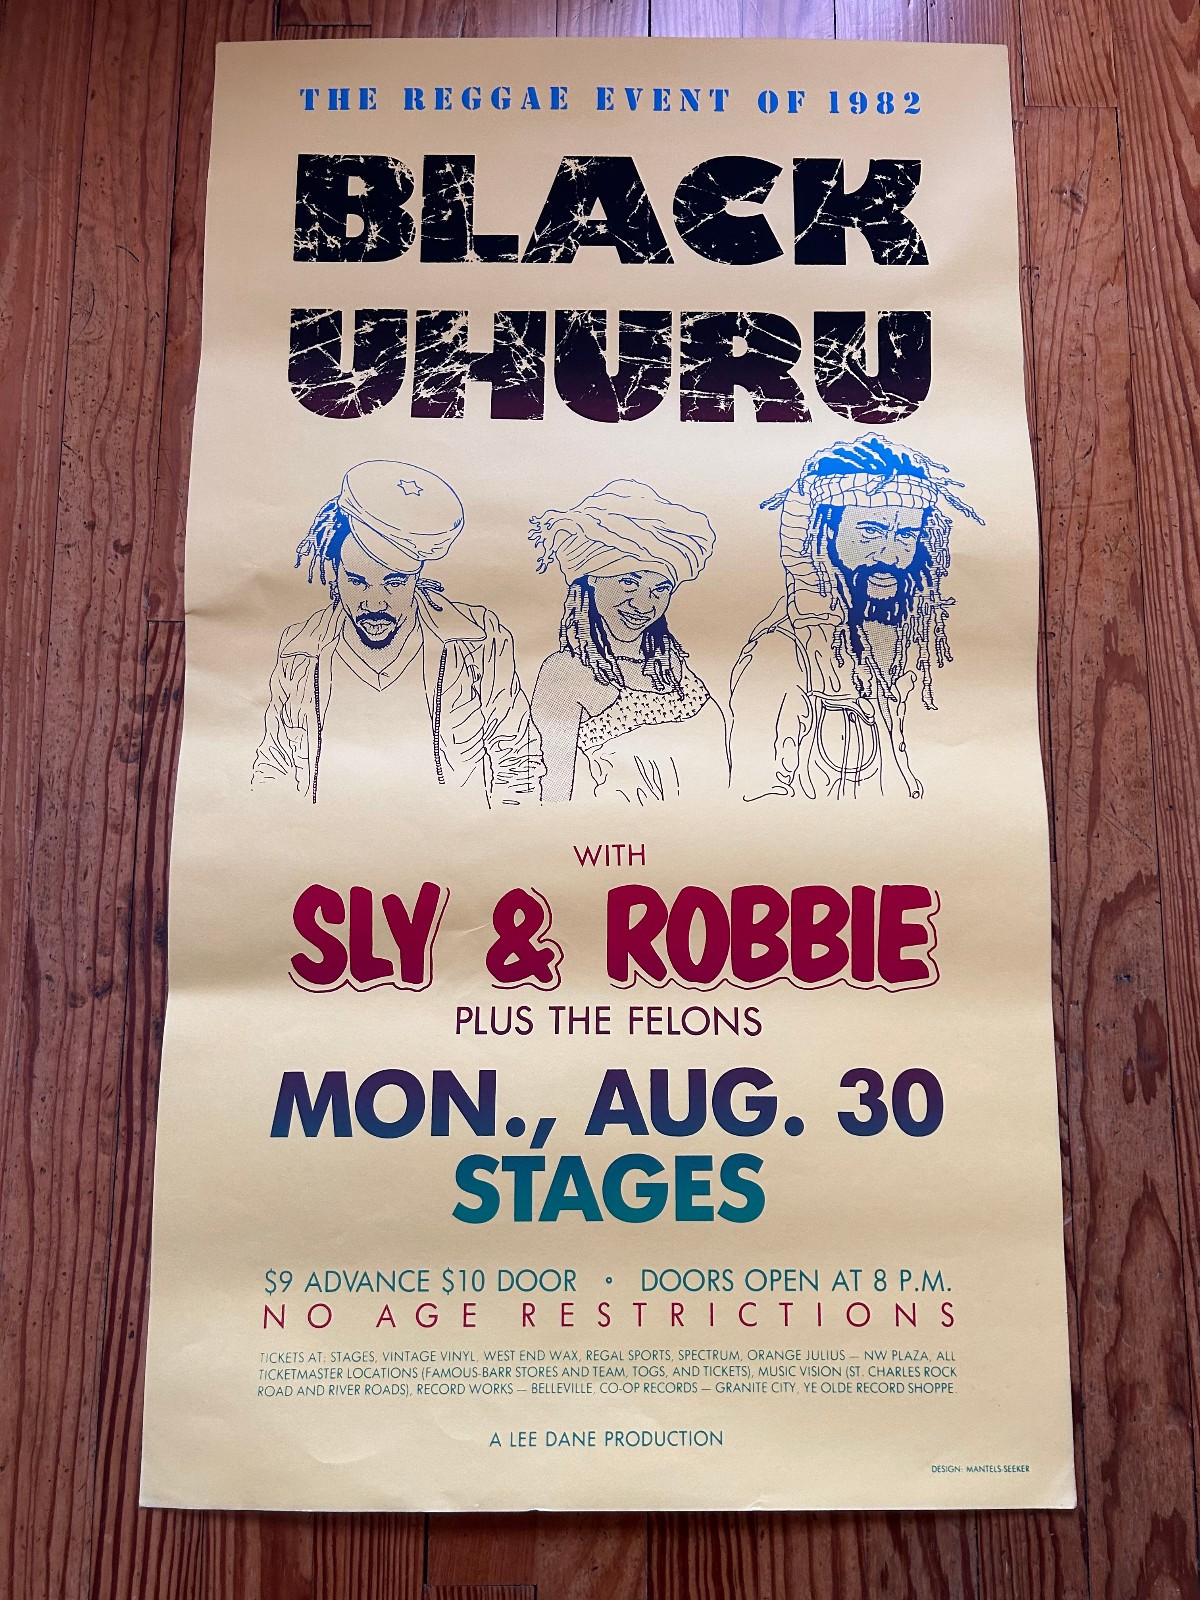 THE REGGAE EVENT OF 1982
BLACK
UHURU
WITH
SLY & ROBBIE
PLUS THE FELONS
MON., AUG. 30
STAGES
$9 ADVANCE $10 DOOR • DOORS OPEN AT 8 P.M.
NO AGE RESTRICTIONS
TICKETS AT: STAGES, VINTAGE VINYL, WEST END WAX, REGAL SPORTS, SPECTRUM, ORANGE JULIUS — NW PLAZA, ALL
TICKETMASTER LOCATIONS (FAMOUS-BARR STORES AND TEAM, TOGS, AND TICKETS), MUSIC VISION (ST. CHARLES ROCK
ROAD AND RIVER ROADS), RECORD WORKS — BELLEVILLE, CO-OP RECORDS — GRANITE CITY, YE OLDE RECORD SHOPPE.
A LEE DANE PRODUCTION
DESIGN: MANTELS-SEEKER